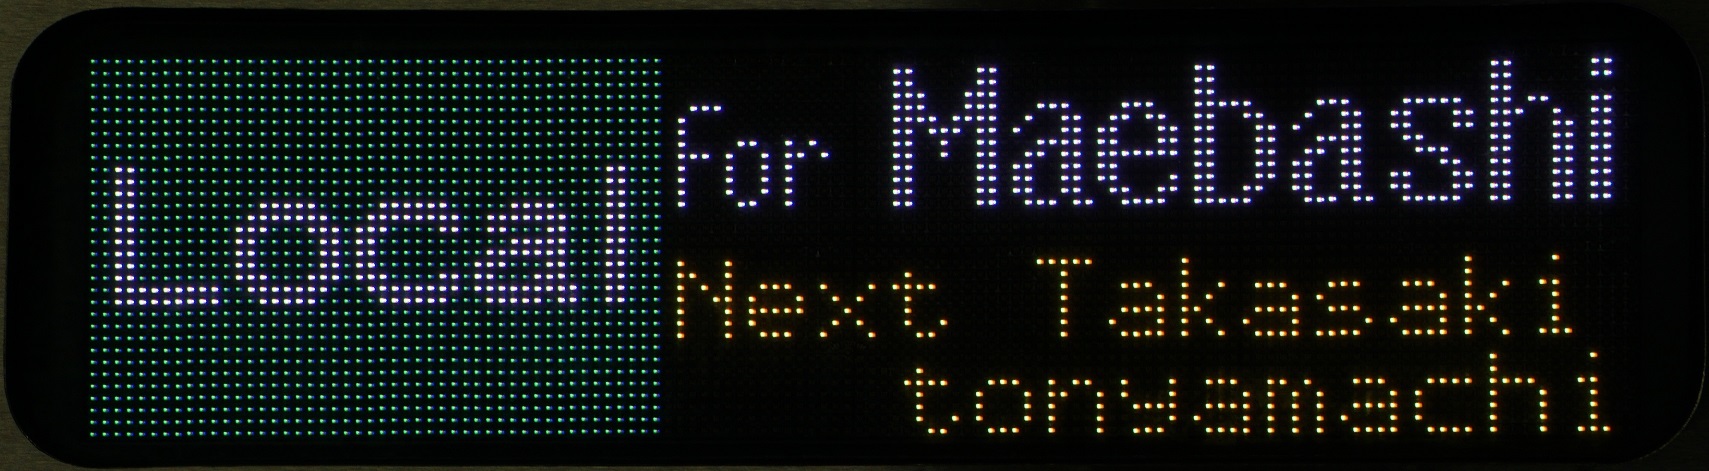 Local
For Maebashi
Next Takasaki
tonyamachi